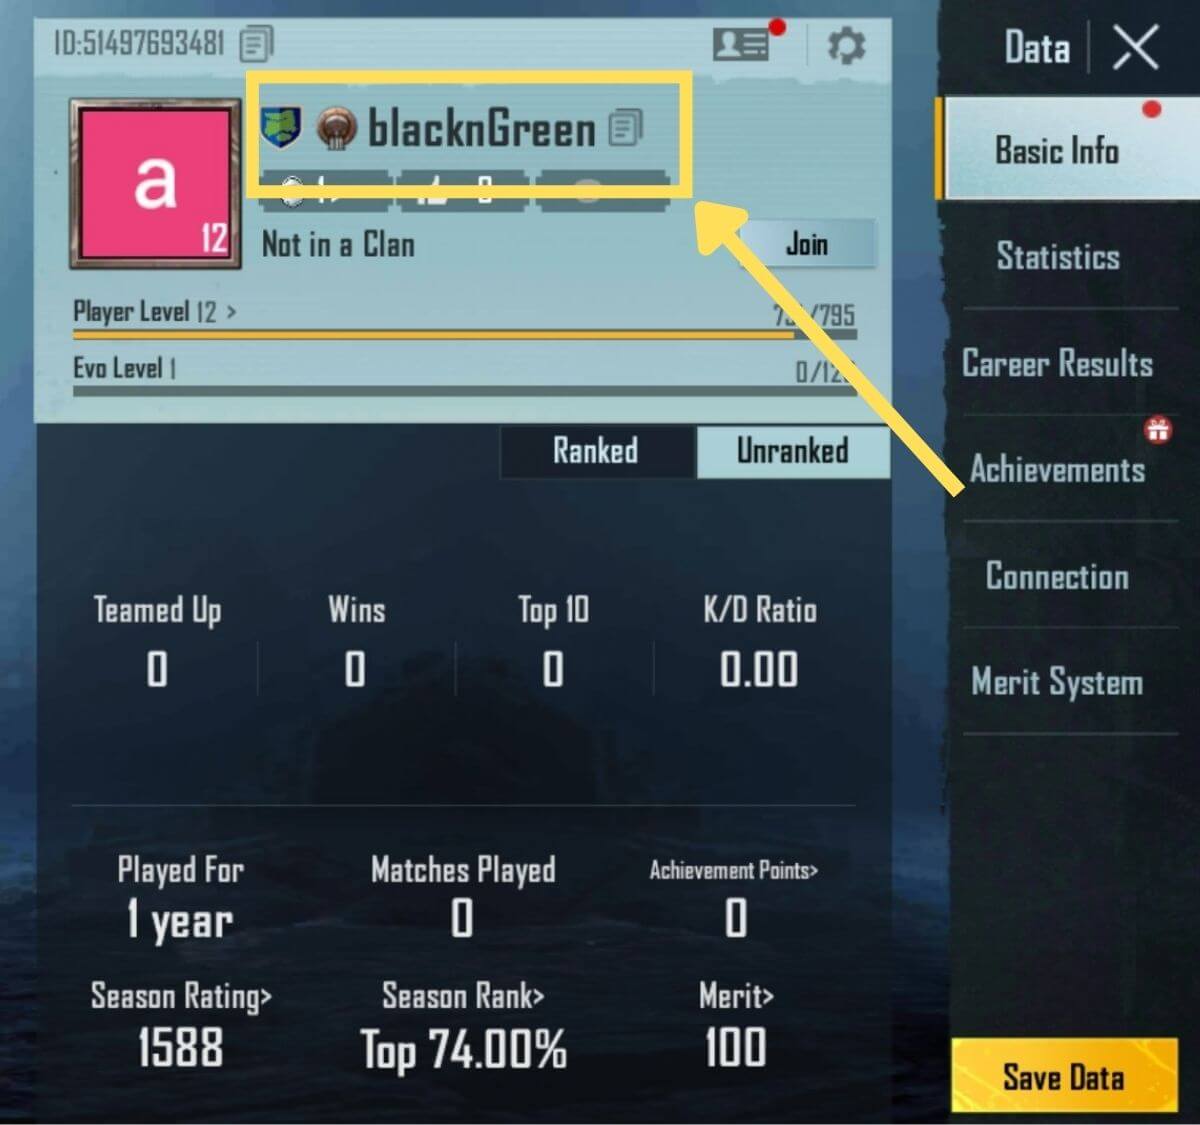 ID:51497693481
Data
blacknGreen
Basic Info
a
12
Not in a Clan
Join
Statistics
Player Level 12 >
/795
Evo Level 1
Career Results
Ranked
Unranked
Achievements
Connection
Teamed Up
Wins
Top 10
K/D Ratio
0
0
0
0.00
Merit System
Played For
Matches Played
Achievement Points>
1 year
0
0
Season Rating>
Season Rank>
Merit>
1588
Top 74.00%
100
Save Data